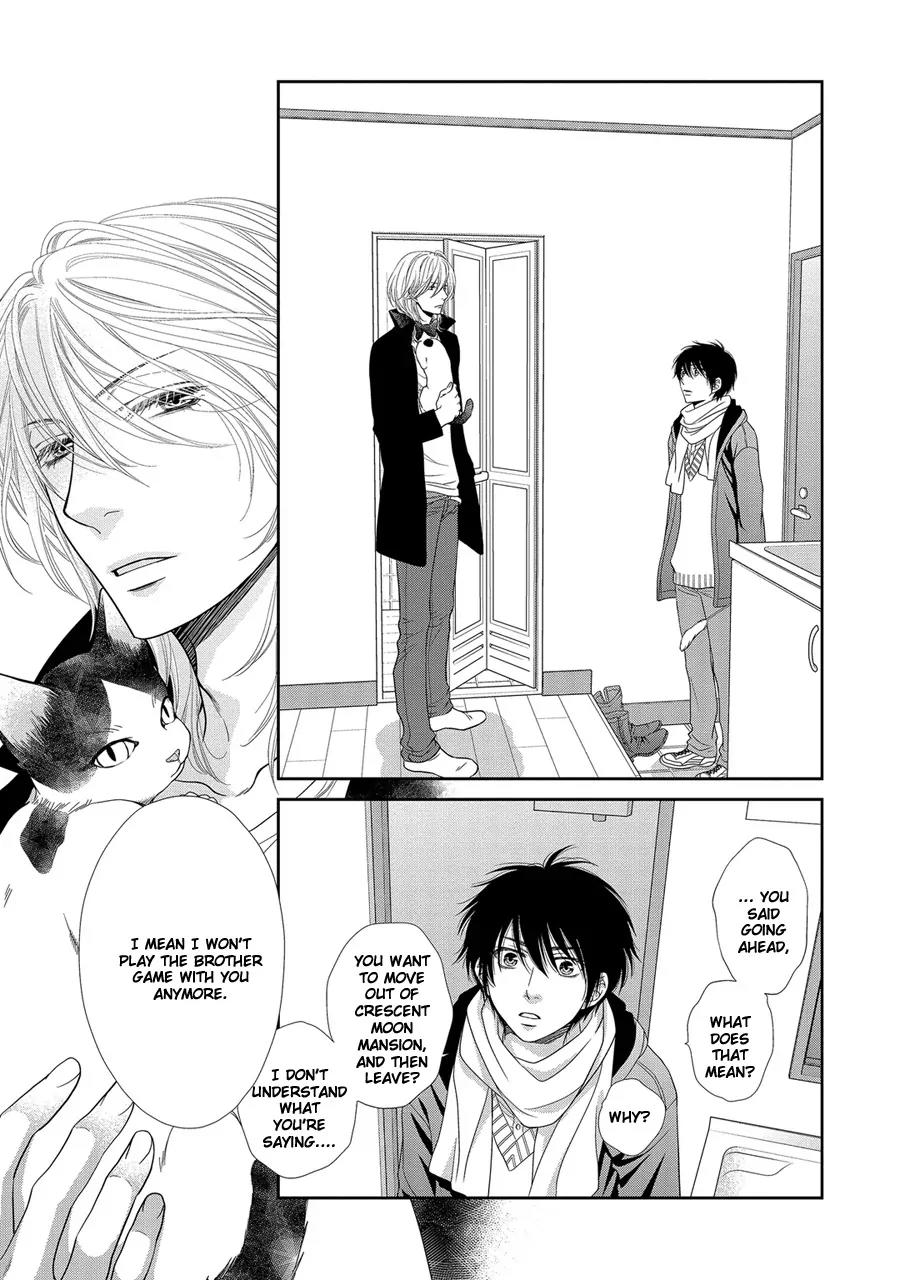 ... YOU
SAID
GOING
AHEAD,
WHAT
DOES
THAT
MEAN?
WHY?
YOU WANT
TO MOVE
OUT OF
CRESCENT
MOON
MANSION,
AND THEN
LEAVE?
I DON'T
UNDERSTAND
WHAT
YOU'RE
SAYING....
I MEAN I WON'T
PLAY THE BROTHER
GAME WITH YOU
ANYMORE.